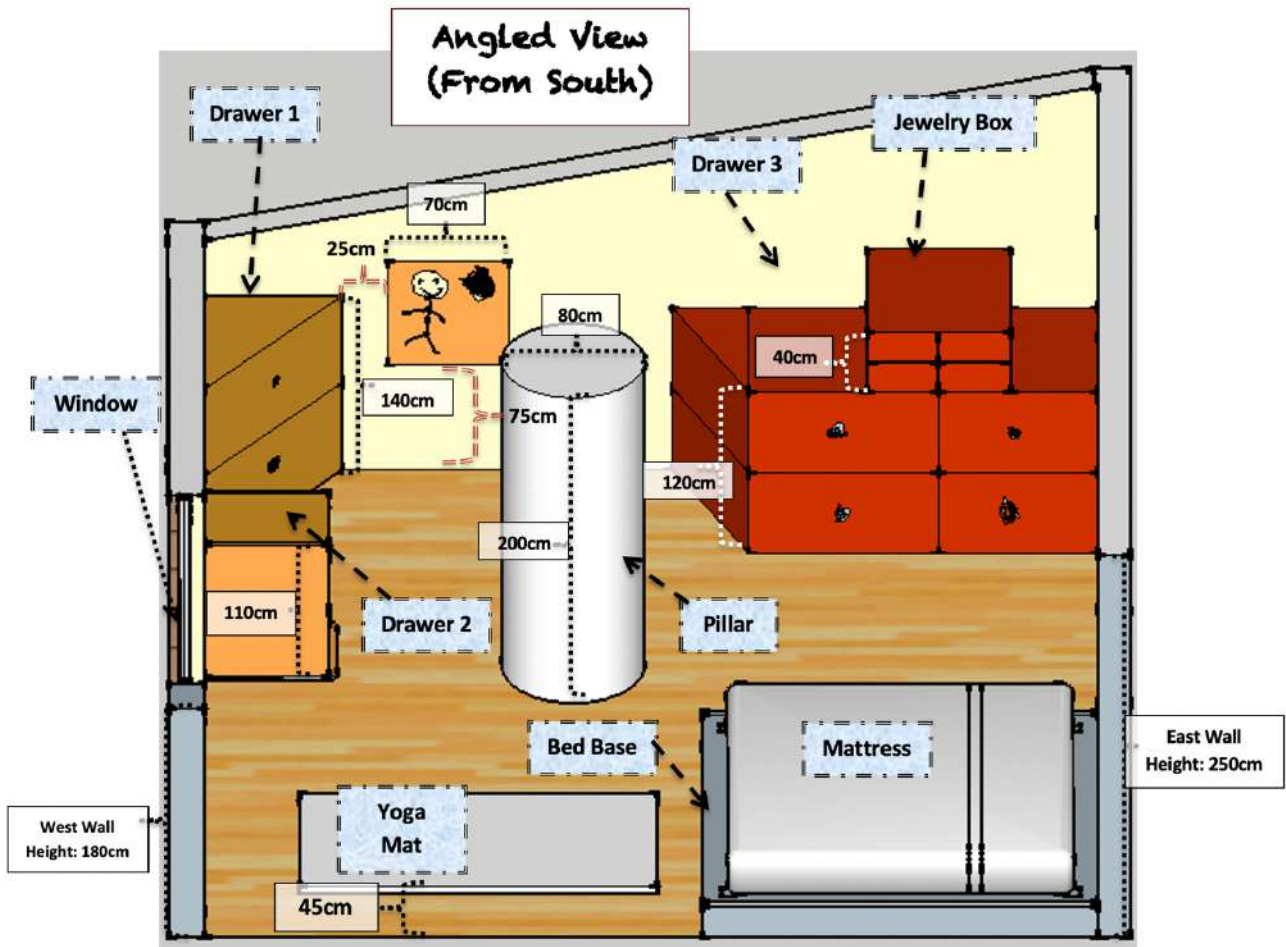 Angled View
(From South)
Drawer 1
Jewelry Box
Drawer 3
70cm
25cm
80cm
40cm
Window
140cm
75cm
120cm
200cm
110cm
Drawer 2
Pillar
Bed Base
Mattress
East Wall
Height: 250cm
Yoga
Mat
West Wall
Height: 180cm
45cm